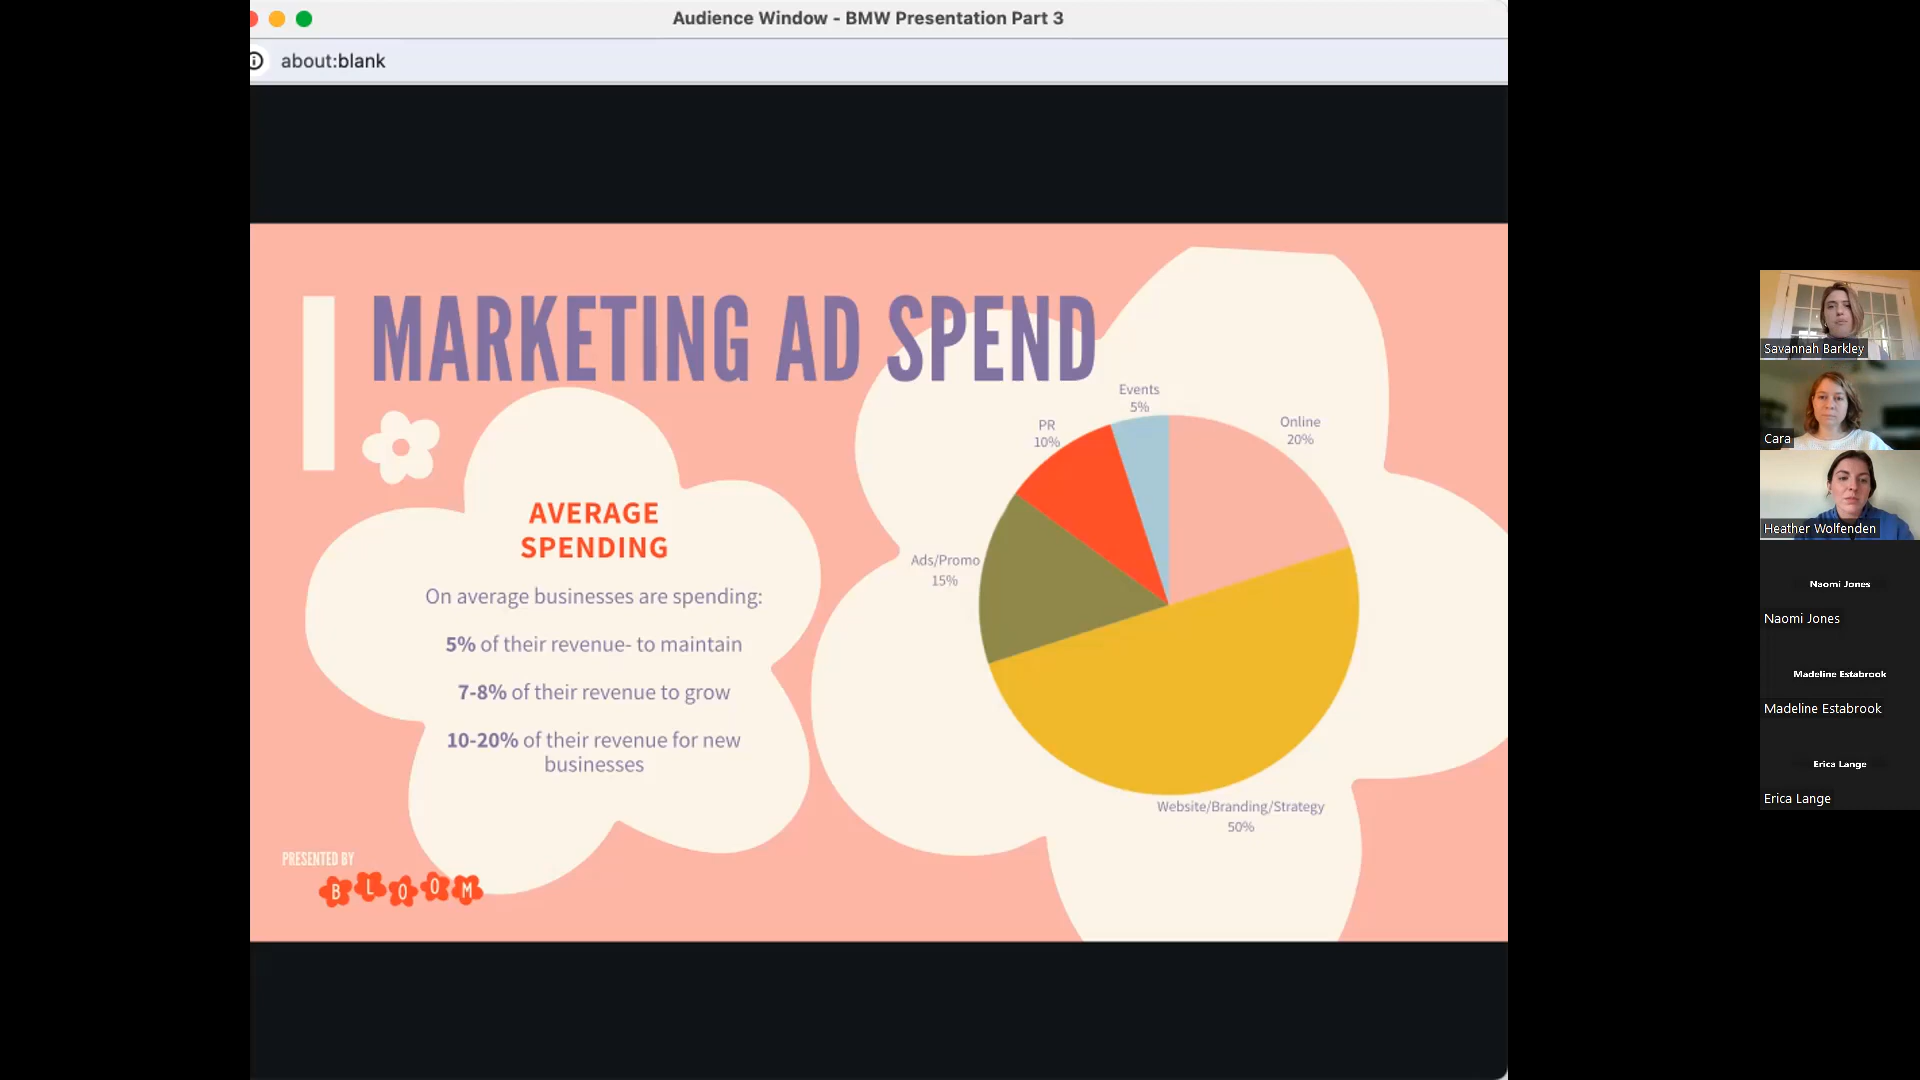 Audience Window - BMW Presentation Part 3
about:blank
MARKETING AD SPEND
AVERAGE
SPENDING
On average businesses are spending:
5% of their revenue- to maintain
7-8% of their revenue to grow
10-20% of their revenue for new
businesses
Events
5%
PR
10%
Online
20%
Ads/Promo
15%
Website/Branding/Strategy
50%
PRESENTED BY
BLOOM
Savannah Barkley
Cara
Heather Wolfenden
Naomi Jones
Naomi Jones
Madeline Estabrook
Madeline Estabrook
Erica Lange
Erica Lange